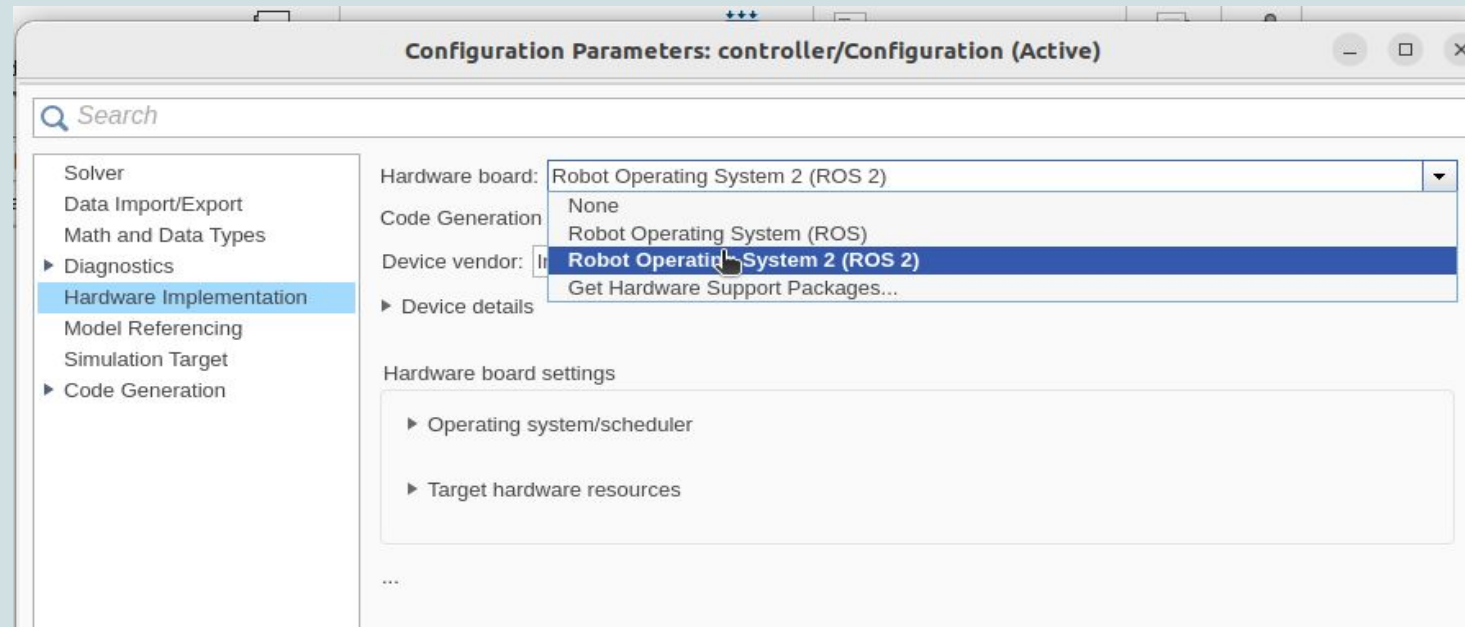 Configuration Parameters: controller/Configuration (Active)
Search
Solver
Data Import/Export
Math and Data Types
Diagnostics
Hardware Implementation
Model Referencing
Simulation Target
Code Generation
Hardware board: Robot Operating System 2 (ROS 2)
None
Code Generation
Robot Operating System (ROS)
Device vendor:
Robot Operating System 2 (ROS 2)
Get Hardware Support Packages...
Device details
Hardware board settings
Operating system/scheduler
Target hardware resources
...